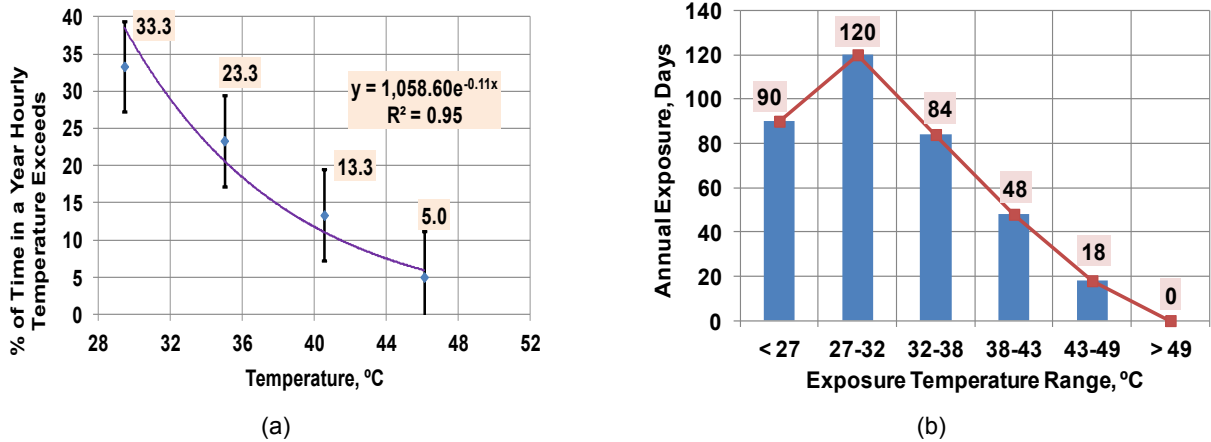 40
35
30
25
20
15
10
5
0
% of Time in a Year Hourly
Temperature Exceeds
33.3
23.3
13.3
5.0
y = 1,058.60e^-0.11x
R² = 0.95
28 32 36 40 44 48 52
Temperature, ºC
(a)
140
120
100
80
60
40
20
0
Annual Exposure, Days
90
120
84
48
18
0
< 27 27-32 32-38 38-43 43-49 > 49
Exposure Temperature Range, ºC
(b)